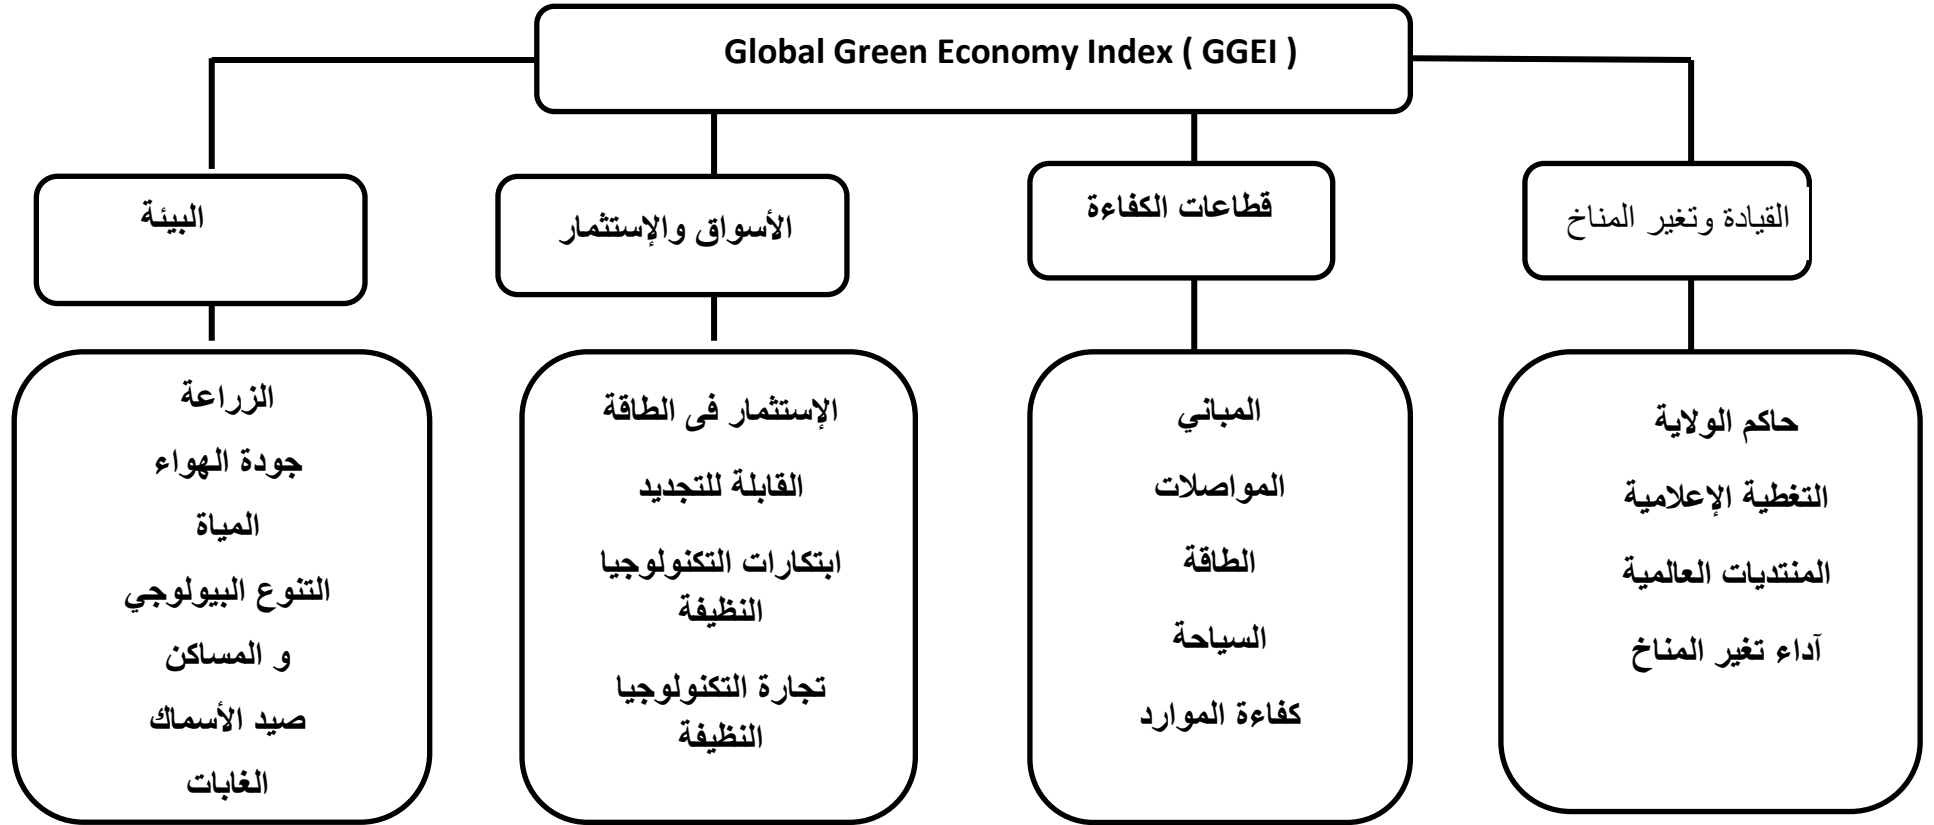 Global Green Economy Index ( GGEI )
القيادة وتغير المناخ
قطاعات الكفاءة
الأسواق والإستثمار
البيئة
حاكم الولاية
التغطية الإعلامية
المنتديات العالمية
آداء تغير المناخ
المباني
المواصلات
الطاقة
السياحة
كفاءة الموارد
الإستثمار فى الطاقة
القابلة للتجديد
ابتكارات التكنولوجيا
النظيفة
تجارة التكنولوجيا
النظيفة
الزراعة
جودة الهواء
المياة
التنوع البيولوجي
و المساكن
صيد الأسماك
الغابات